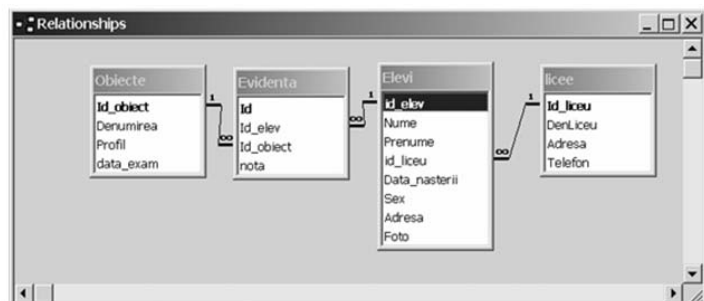 Relationships
Obiecte
Id_obiect
Denumirea
Profil
data_exam
1
∞
Evidenta
Id
Id_elev
Id_obiect
nota
1
∞
Elevi
id_elev
Nume
Prenume
id_liceu
Data_nasterii
Sex
Adresa
Foto
1
∞
licee
Id_liceu
DenLiceu
Adresa
Telefon